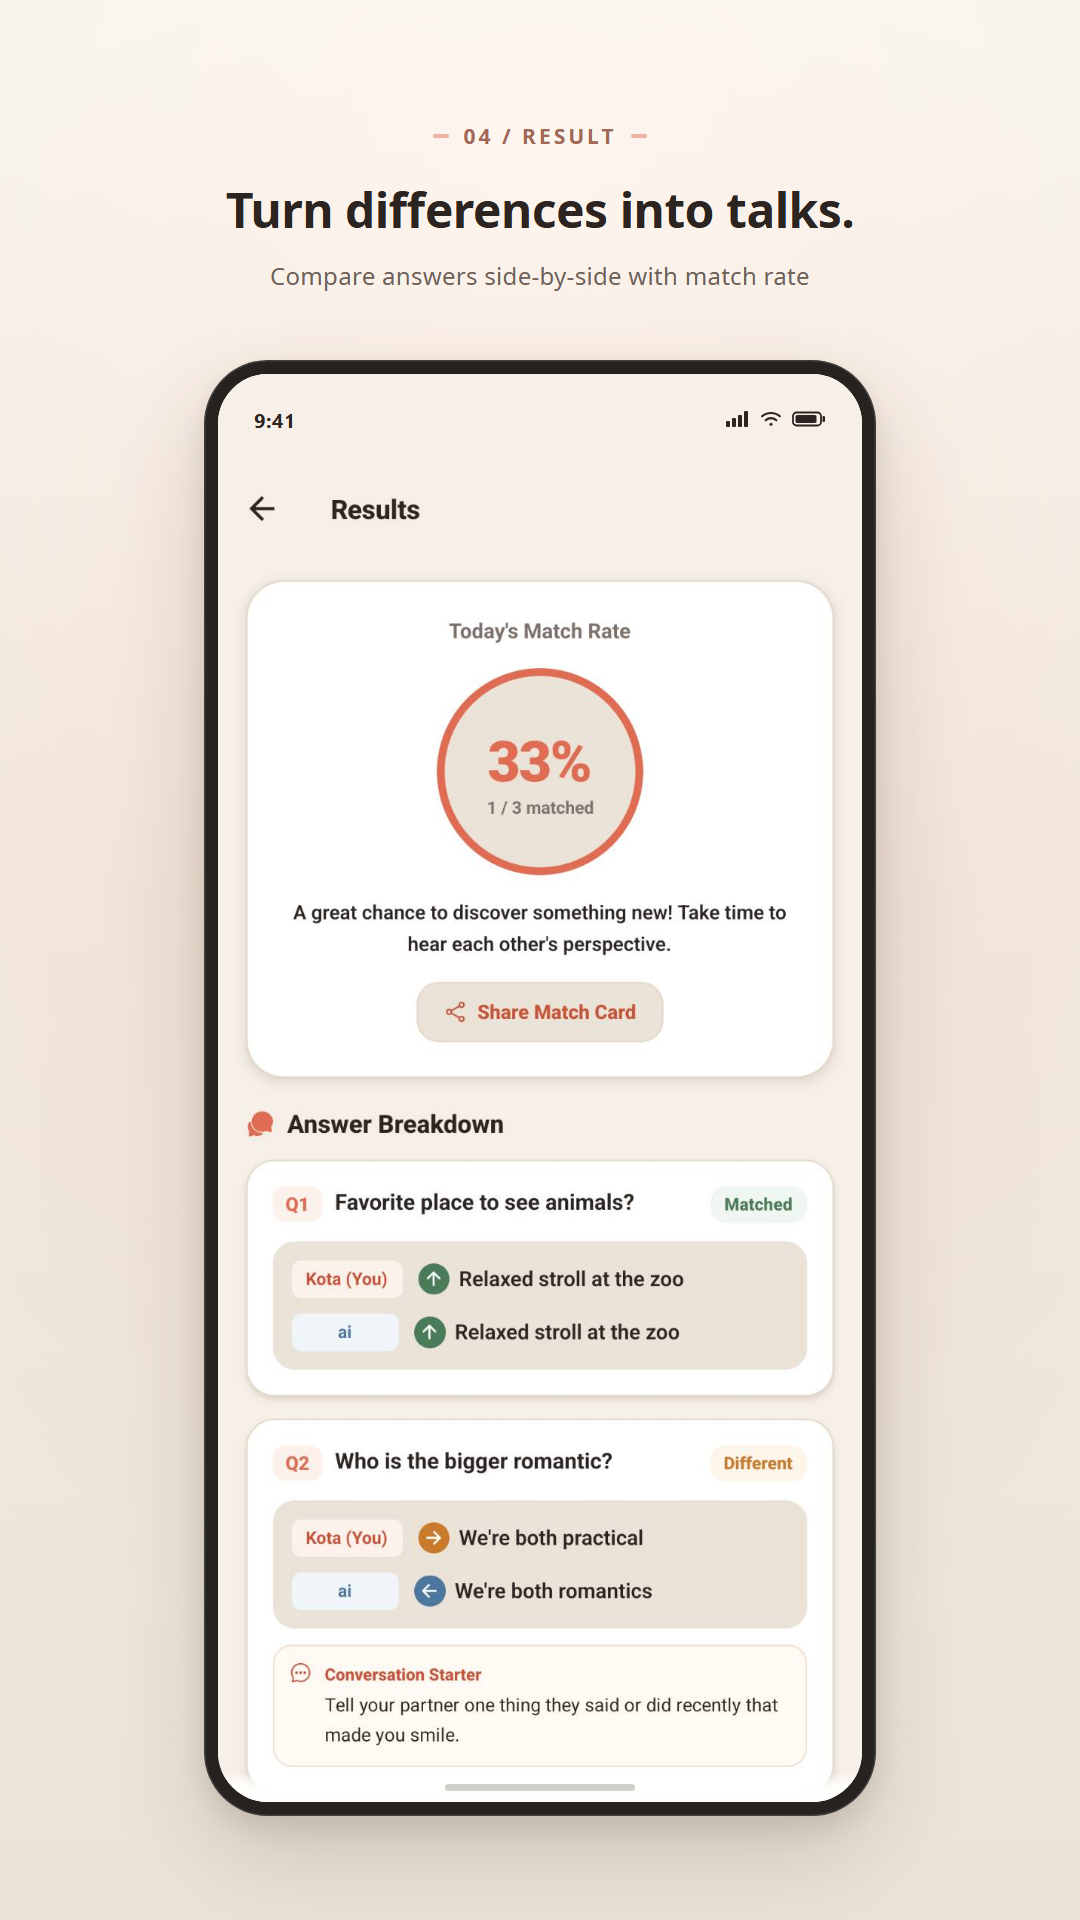 04 / RESULT
Turn differences into talks.
Compare answers side-by-side with match rate
9:41
Results
Today's Match Rate
33%
1 / 3 matched
A great chance to discover something new! Take time to
hear each other's perspective.
Share Match Card
Answer Breakdown
Q1 Favorite place to see animals? Matched
Kota (You) Relaxed stroll at the zoo
ai Relaxed stroll at the zoo
Q2 Who is the bigger romantic? Different
Kota (You) We're both practical
ai We're both romantics
Conversation Starter
Tell your partner one thing they said or did recently that
made you smile.